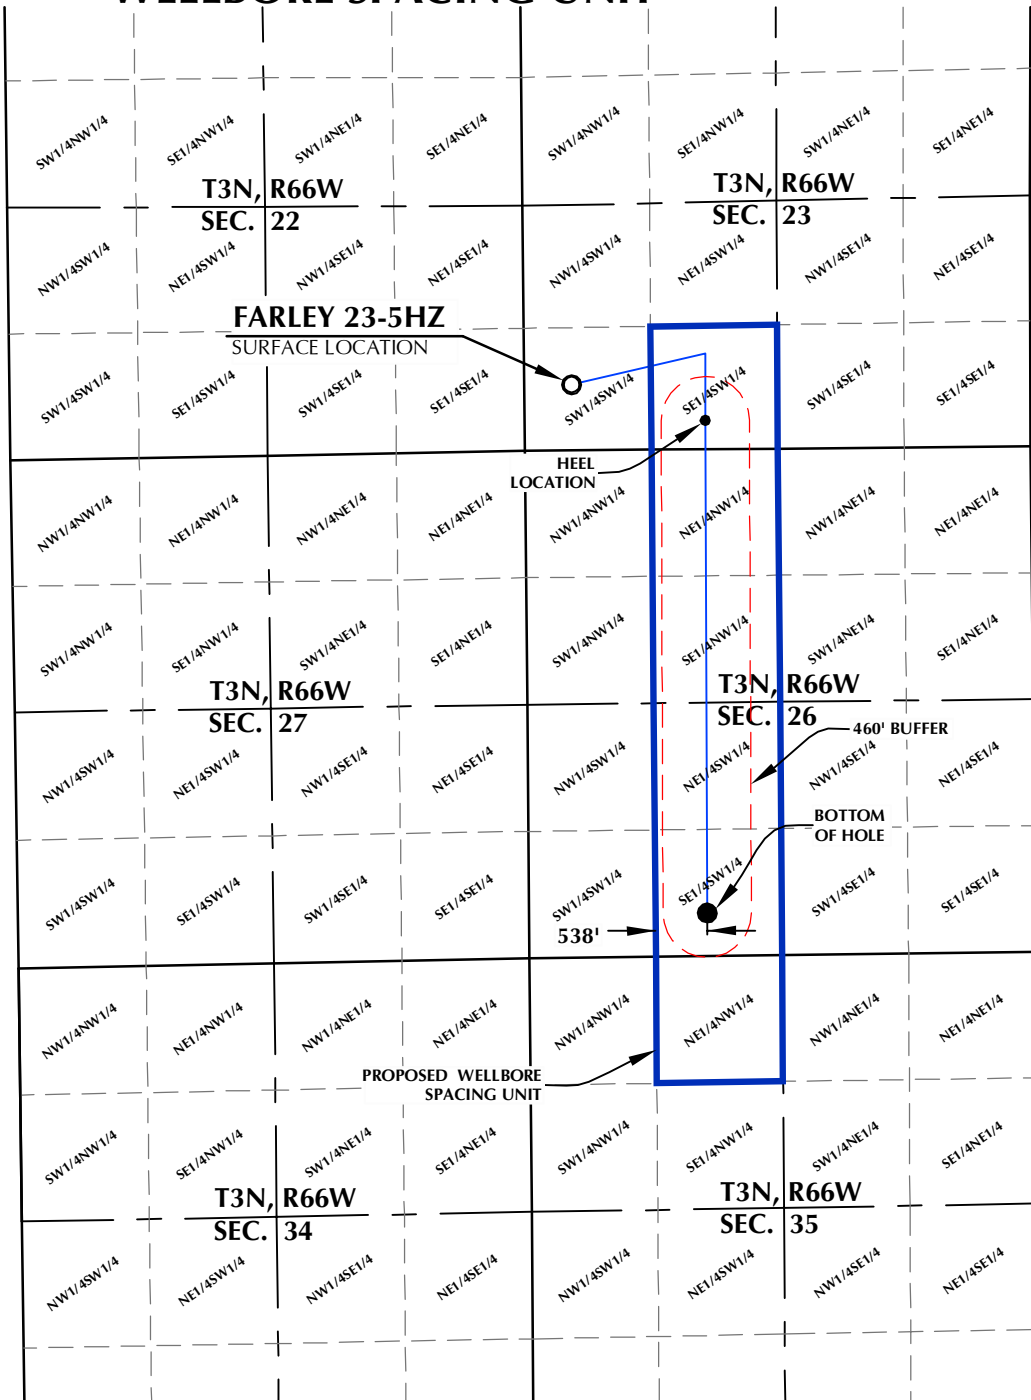 WELLBORE SPACING UNIT
SW1/4NW1/4 SE1/4NW1/4 SW1/4NE1/4 SE1/4NE1/4 SW1/4NW1/4 SE1/4NW1/4 SW1/4NE1/4 SE1/4NE1/4
T3N, R66W T3N, R66W
SEC. 22 SEC. 23
NW1/4SW1/4 NE1/4SW1/4 NW1/4SE1/4 NE1/4SE1/4 NW1/4SW1/4 NE1/4SW1/4 NW1/4SE1/4 NE1/4SE1/4
FARLEY 23-5HZ
SURFACE LOCATION
SW1/4SW1/4 SE1/4SW1/4 SW1/4SE1/4 SE1/4SE1/4 SW1/4SW1/4 SE1/4SW1/4 SW1/4SE1/4 SE1/4SE1/4
HEEL
LOCATION
NW1/4NW1/4 NE1/4NW1/4 NW1/4NE1/4 NE1/4NE1/4 NW1/4NW1/4 NE1/4NW1/4 NW1/4NE1/4 NE1/4NE1/4
SW1/4NW1/4 SE1/4NW1/4 SW1/4NE1/4 SE1/4NE1/4 SW1/4NW1/4 SE1/4NW1/4 SW1/4NE1/4 SE1/4NE1/4
T3N, R66W T3N, R66W
SEC. 27 SEC. 26
460' BUFFER
NW1/4SW1/4 NE1/4SW1/4 NW1/4SE1/4 NE1/4SE1/4 NW1/4SW1/4 NE1/4SW1/4 NW1/4SE1/4 NE1/4SE1/4
BOTTOM
OF HOLE
SW1/4SW1/4 SE1/4SW1/4 SW1/4SE1/4 SE1/4SE1/4 SW1/4SW1/4 SE1/4SW1/4 SW1/4SE1/4 SE1/4SE1/4
538'
NW1/4NW1/4 NE1/4NW1/4 NW1/4NE1/4 NE1/4NE1/4 NW1/4NW1/4 NE1/4NW1/4 NW1/4NE1/4 NE1/4NE1/4
PROPOSED WELLBORE
SPACING UNIT
SW1/4NW1/4 SE1/4NW1/4 SW1/4NE1/4 SE1/4NE1/4 SW1/4NW1/4 SE1/4NW1/4 SW1/4NE1/4 SE1/4NE1/4
T3N, R66W T3N, R66W
SEC. 34 SEC. 35
NW1/4SW1/4 NE1/4SW1/4 NW1/4SE1/4 NE1/4SE1/4 NW1/4SW1/4 NE1/4SW1/4 NW1/4SE1/4 NE1/4SE1/4